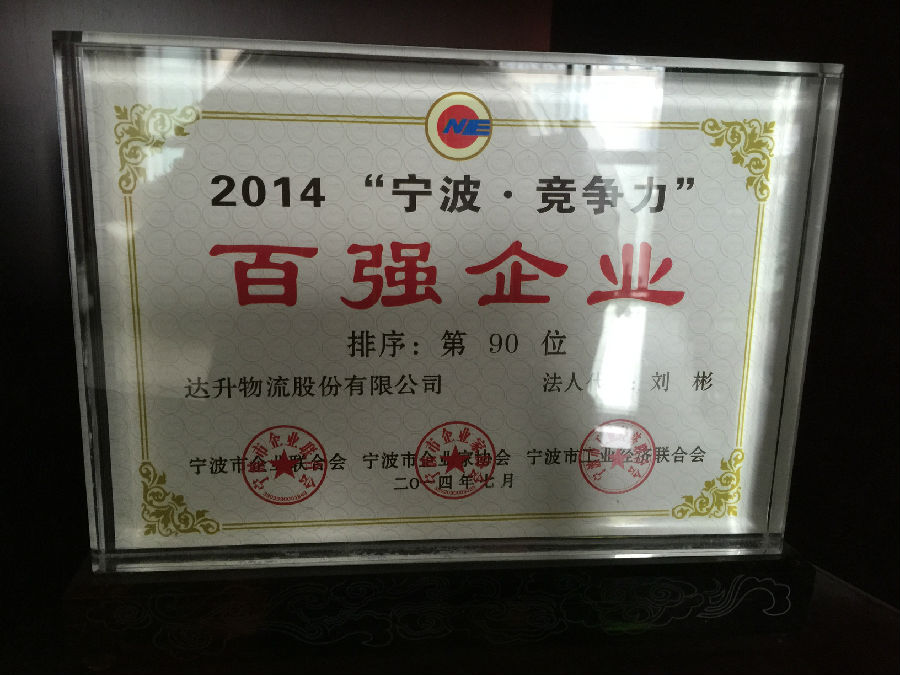 NE
2014 “宁波·竞争力”
百强企业
排序：第 90 位
达升物流股份有限公司 法人代 ：刘 彬
宁波市企业联合会 宁波市企业家协会 宁波市工业经济联合会
二〇一四年七月